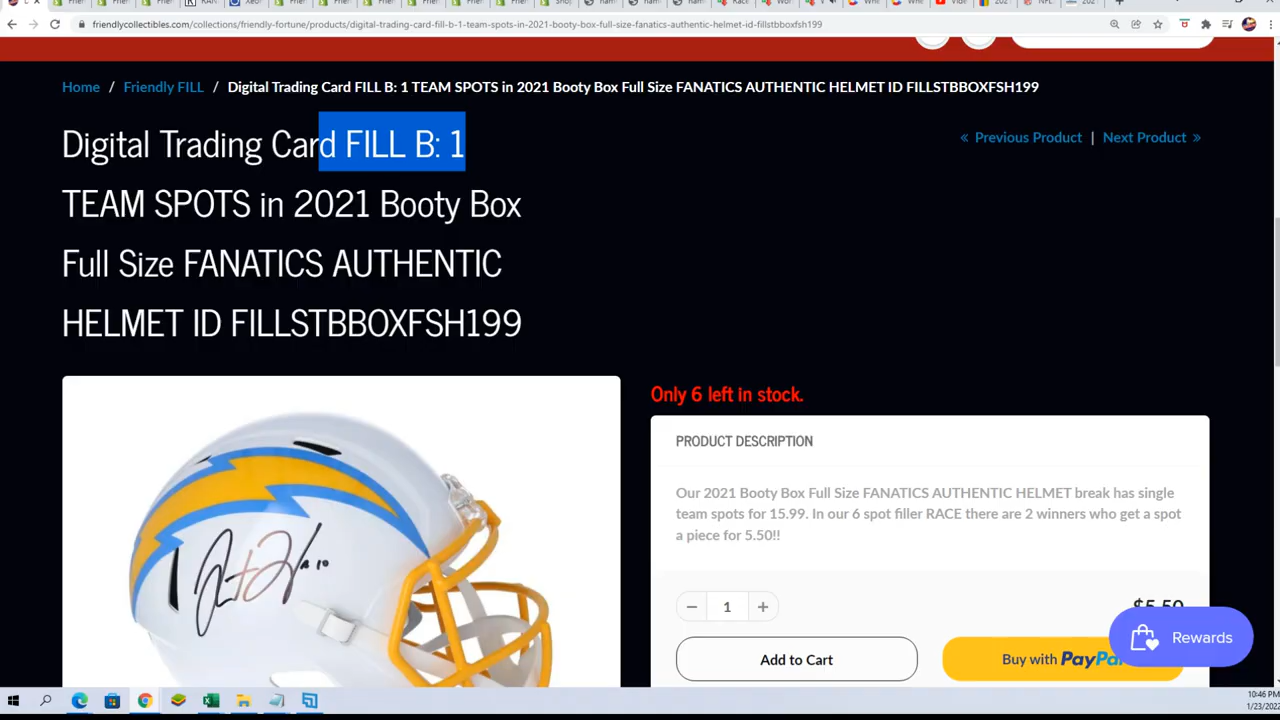 friendlycollectibles.com/collections/friendly-fortune/products/digital-trading-card-fill-b-1-team-spots-in-2021-booty-box-full-size-fanatics-authentic-helmet-id-fillstbboxfsh199
Home / Friendly FILL / Digital Trading Card FILL B: 1 TEAM SPOTS in 2021 Booty Box Full Size FANATICS AUTHENTIC HELMET ID FILLSTBBOXFSH199
Digital Trading Card FILL B: 1
« Previous Product | Next Product »
TEAM SPOTS in 2021 Booty Box
Full Size FANATICS AUTHENTIC
HELMET ID FILLSTBBOXFSH199
Only 6 left in stock.
PRODUCT DESCRIPTION
Our 2021 Booty Box Full Size FANATICS AUTHENTIC HELMET break has single
team spots for 15.99. In our 6 spot filler RACE there are 2 winners who get a spot
a piece for 5.50!!
− 1 +
$5.50
Rewards
Add to Cart
Buy with PayPal
10:46 PM
1/23/2022